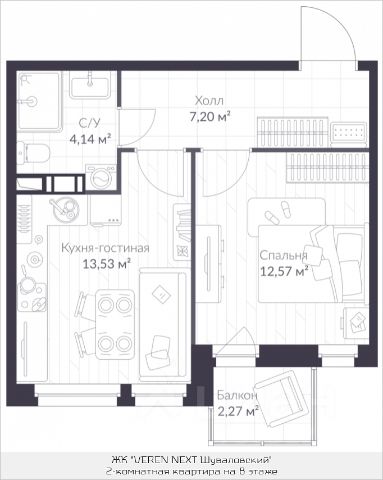 Холл
7,20 м²
С/У
4,14 м²
Кухня-гостиная
13,53 м²
Спальня
12,57 м²
Балкон
2,27 м²
ЖК "VEREN NEXT Шуваловский"
2-комнатная квартира на 8 этаже